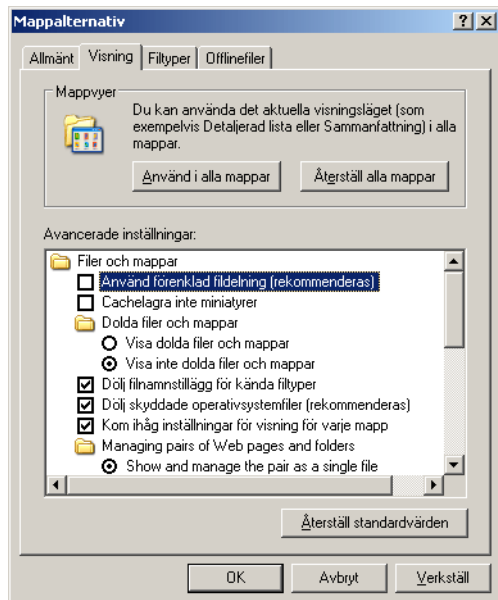 Mappalternativ
Allmänt Visning Filtyper Offlinefiler
Mappvyer
Du kan använda det aktuella visningsläget (som
exempelvis Detaljerad lista eller Sammanfattning) i alla
mappar.
Använd i alla mappar Återställ alla mappar
Avancerade inställningar:
Filer och mappar
Använd förenklad fildelning (rekommenderas)
Cachelagra inte miniatyrer
Dolda filer och mappar
Visa dolda filer och mappar
Visa inte dolda filer och mappar
Dölj filnamnstillägg för kända filtyper
Dölj skyddade operativsystemfiler (rekommenderas)
Kom ihåg inställningar för visning för varje mapp
Managing pairs of Web pages and folders
Show and manage the pair as a single file
Återställ standardvärden
OK Avbryt Verkställ